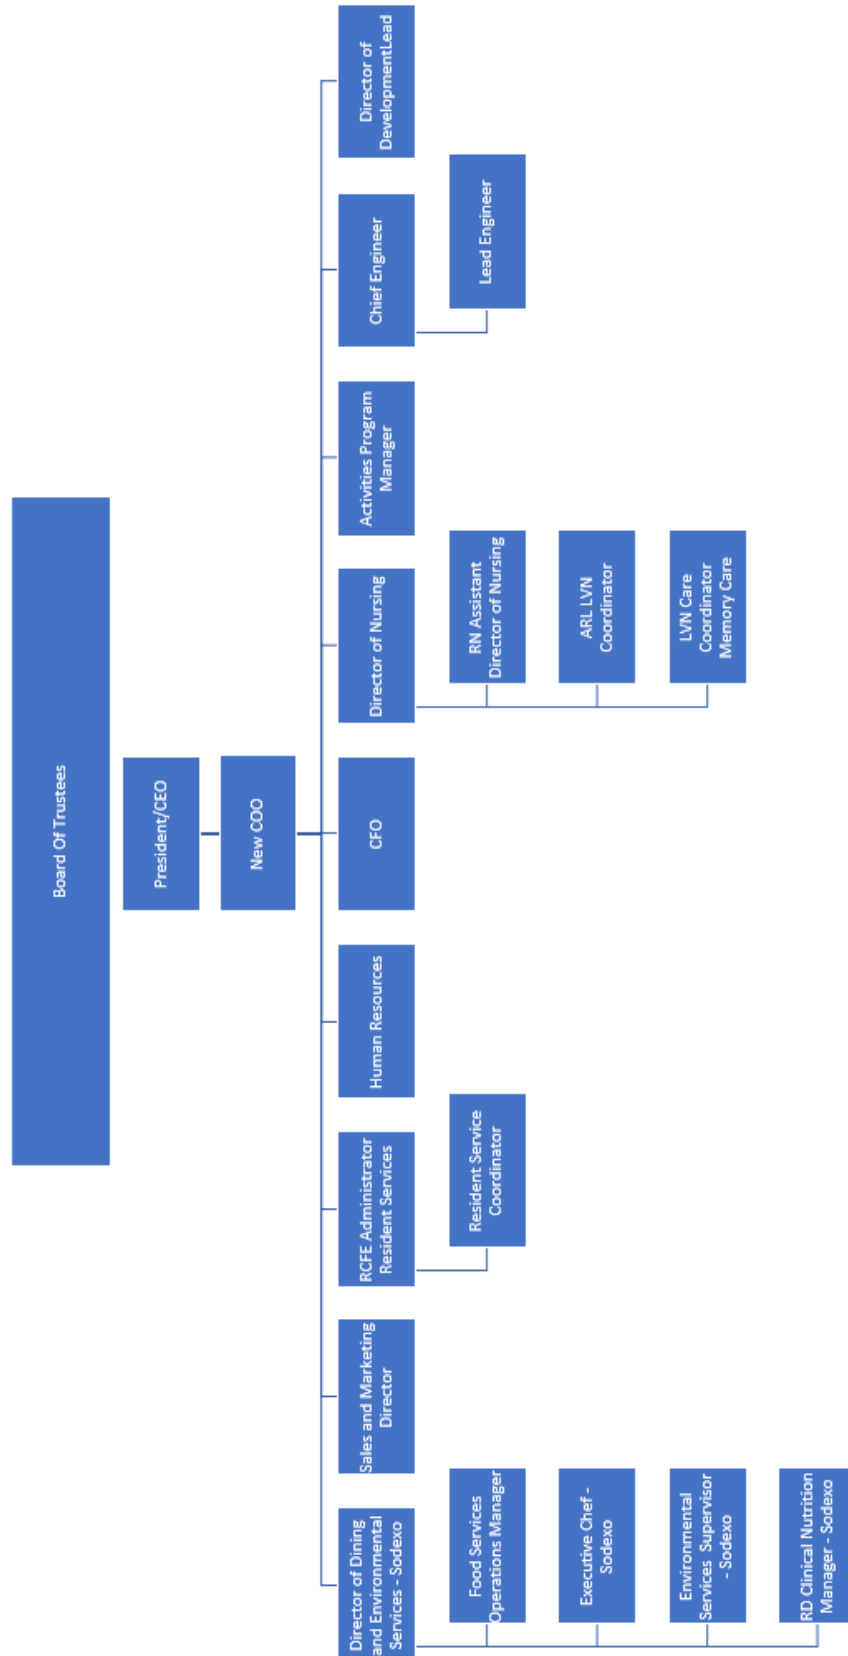 Board Of Trustees
President/CEO
New COO
Director of Dining
and Environmental
Services - Sodexo
Sales and Marketing
Director
RCFE Administrator
Resident Services
Human Resources
CFO
Director of Nursing
Activities Program
Manager
Chief Engineer
Director of
DevelopmentLead
Food Services
Operations Manager
Executive Chef -
Sodexo
Environmental
Services Supervisor
- Sodexo
RD Clinical Nutrition
Manager - Sodexo
Resident Service
Coordinator
RN Assistant
Director of Nursing
ARL LVN
Coordinator
LVN Care
Coordinator
Memory Care
Lead Engineer